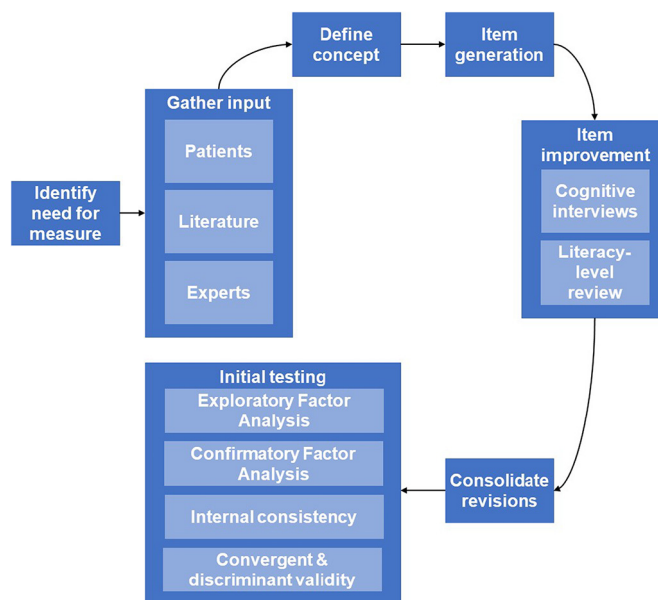 Identify
need for
measure
Gather input
Patients
Literature
Experts
Define
concept
Item
generation
Item
improvement
Cognitive
interviews
Literacy-
level
review
Consolidate
revisions
Initial testing
Exploratory Factor
Analysis
Confirmatory Factor
Analysis
Internal consistency
Convergent &
discriminant validity